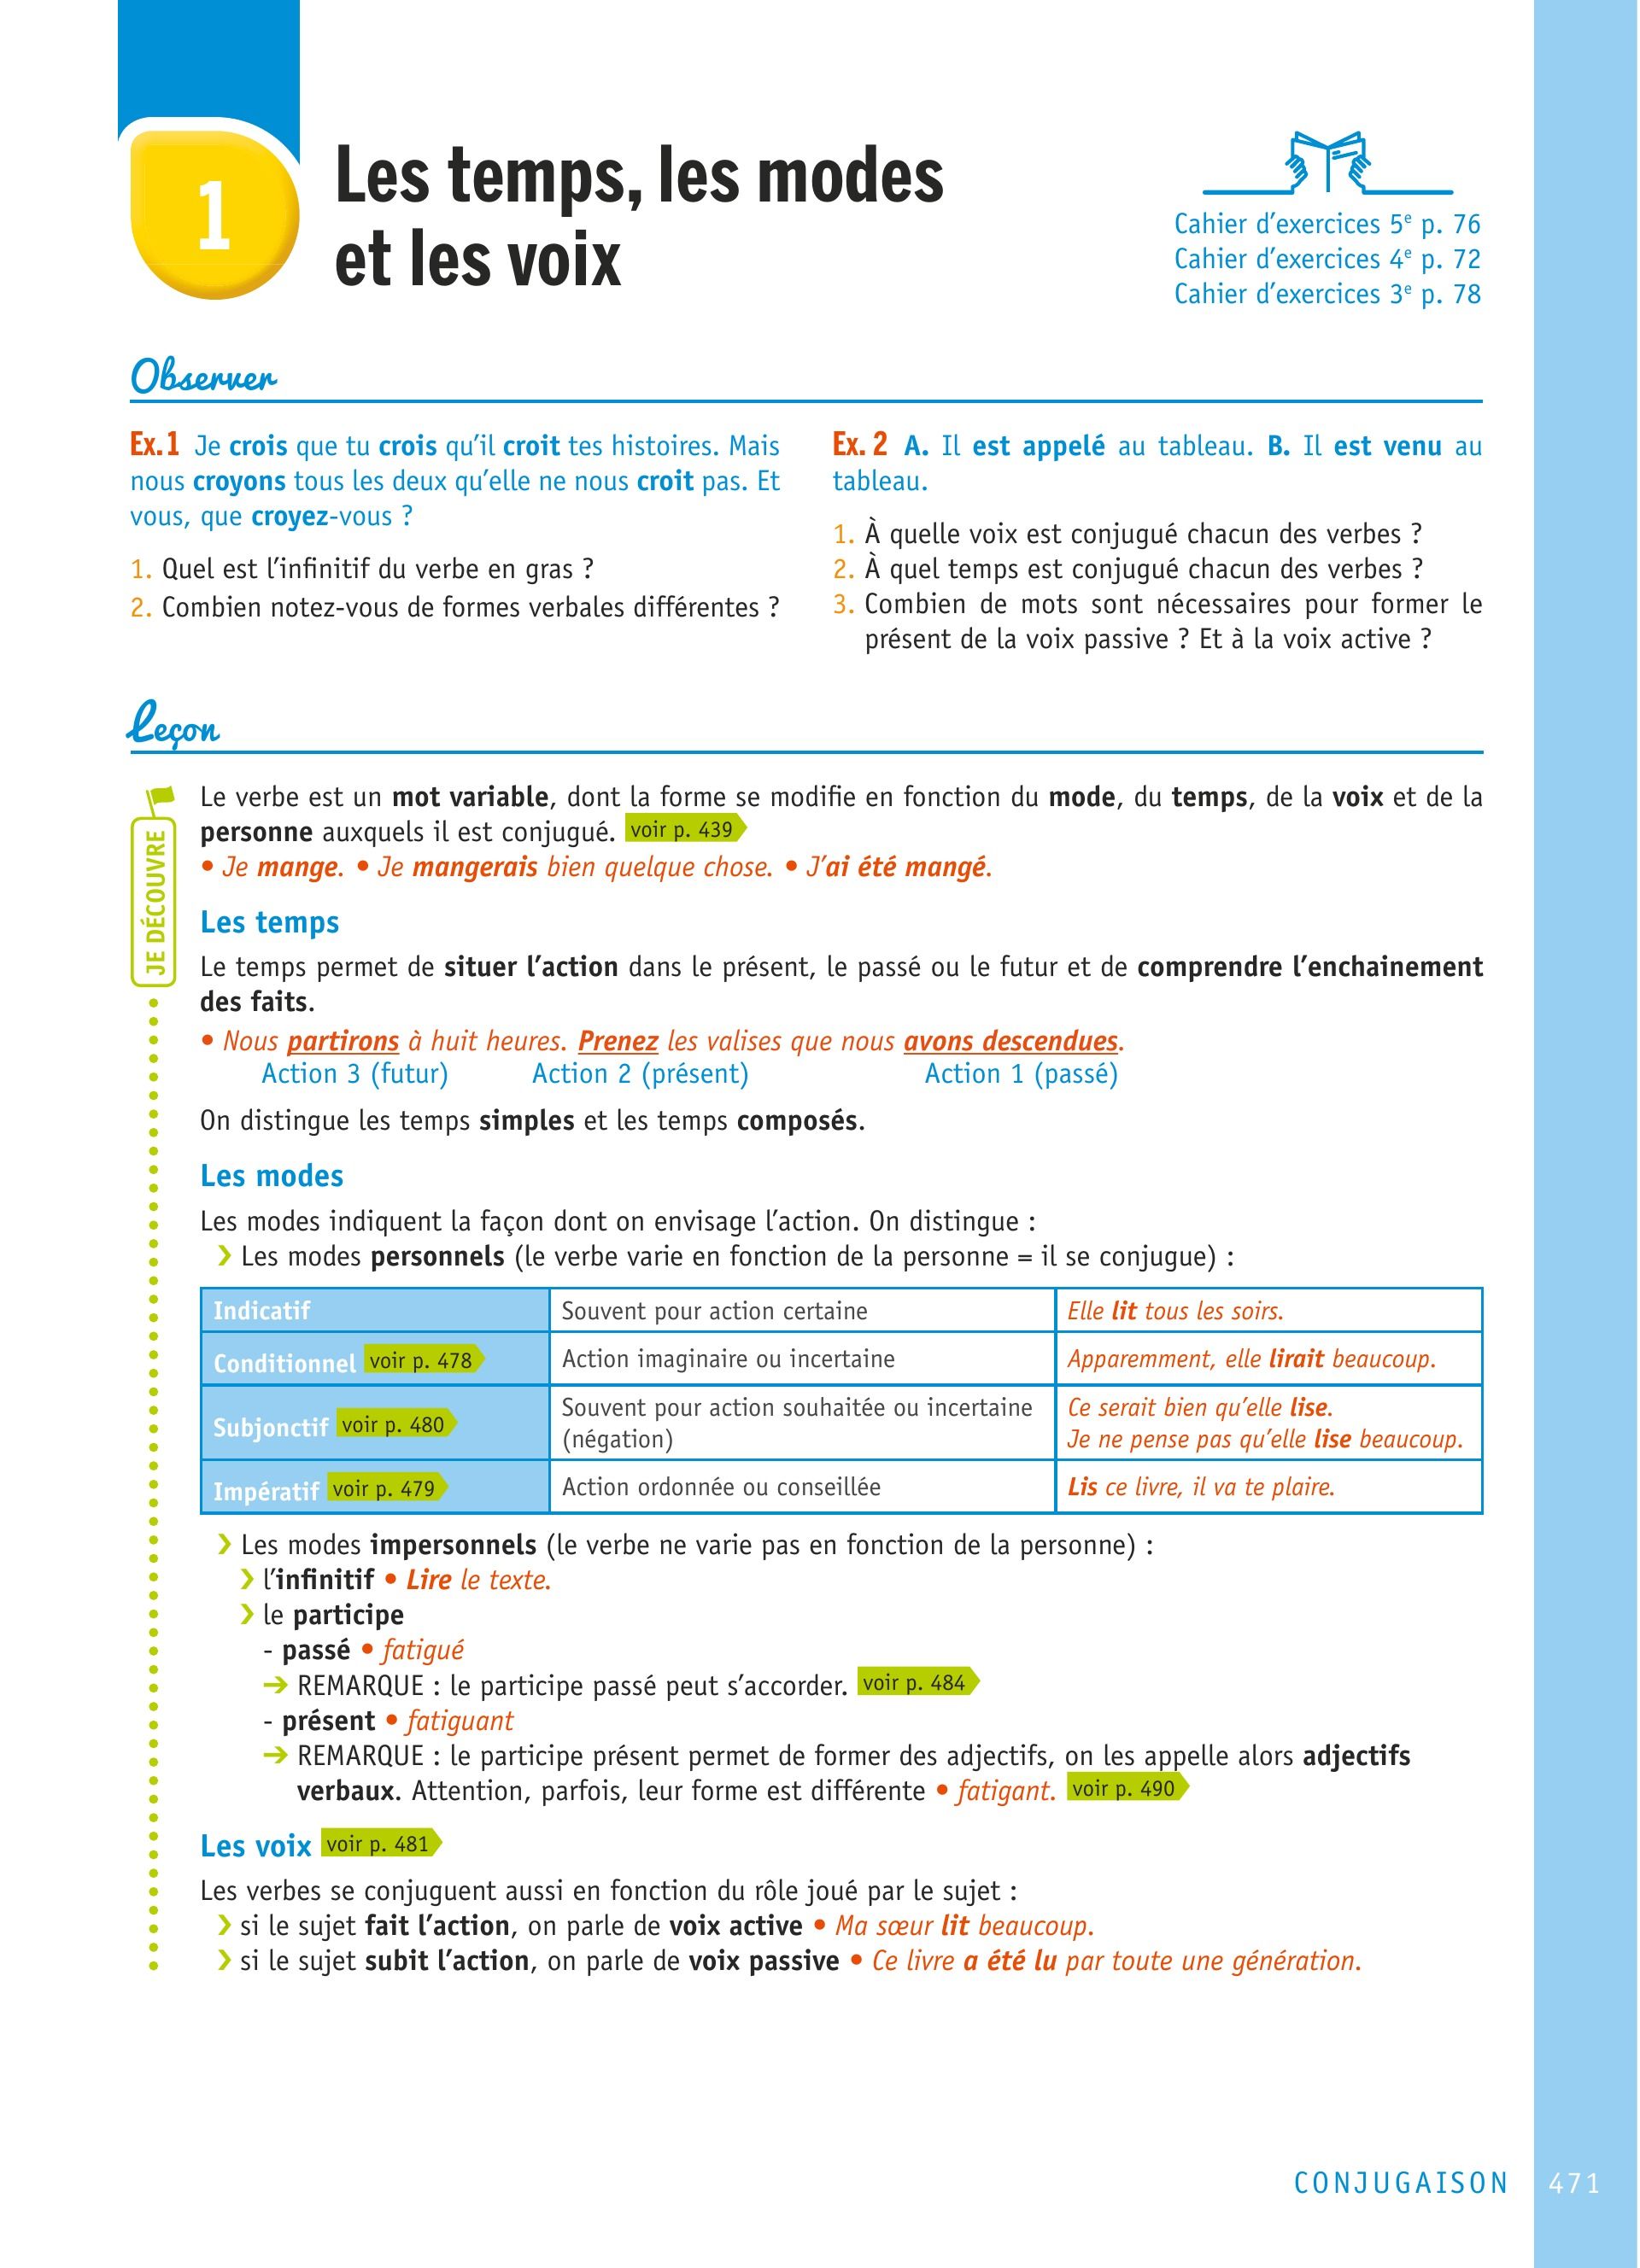 1
Les temps, les modes
et les voix
Cahier d’exercices 5e p. 76
Cahier d’exercices 4e p. 72
Cahier d’exercices 3e p. 78
Observer
Ex.1 Je crois que tu crois qu’il croit tes histoires. Mais
nous croyons tous les deux qu’elle ne nous croit pas. Et
vous, que croyez-vous ?
1. Quel est l’infinitif du verbe en gras ?
2. Combien notez-vous de formes verbales différentes ?
Ex. 2 A. Il est appelé au tableau. B. Il est venu au
tableau.
1. À quelle voix est conjugué chacun des verbes ?
2. À quel temps est conjugué chacun des verbes ?
3. Combien de mots sont nécessaires pour former le
présent de la voix passive ? Et à la voix active ?
Leçon
JE DÉCOUVRE
Le verbe est un mot variable, dont la forme se modifie en fonction du mode, du temps, de la voix et de la
personne auxquels il est conjugué. voir p. 439
• Je mange. • Je mangerais bien quelque chose. • J’ai été mangé.
Les temps
Le temps permet de situer l’action dans le présent, le passé ou le futur et de comprendre l’enchainement
des faits.
• Nous partirons à huit heures. Prenez les valises que nous avons descendues.
Action 3 (futur) Action 2 (présent) Action 1 (passé)
On distingue les temps simples et les temps composés.
Les modes
Les modes indiquent la façon dont on envisage l’action. On distingue :
❯ Les modes personnels (le verbe varie en fonction de la personne = il se conjugue) :
Indicatif Souvent pour action certaine Elle lit tous les soirs.
Conditionnel voir p. 478 Action imaginaire ou incertaine Apparemment, elle lirait beaucoup.
Subjonctif voir p. 480 Souvent pour action souhaitée ou incertaine
(négation)
Ce serait bien qu’elle lise.
Je ne pense pas qu’elle lise beaucoup.
Impératif voir p. 479 Action ordonnée ou conseillée Lis ce livre, il va te plaire.
❯ Les modes impersonnels (le verbe ne varie pas en fonction de la personne) :
❯ l’infinitif • Lire le texte.
❯ le participe
- passé • fatigué
➔ REMARQUE : le participe passé peut s’accorder. voir p. 484
- présent • fatiguant
➔ REMARQUE : le participe présent permet de former des adjectifs, on les appelle alors adjectifs
verbaux. Attention, parfois, leur forme est différente • fatigant. voir p. 490
Les voix voir p. 481
Les verbes se conjuguent aussi en fonction du rôle joué par le sujet :
❯ si le sujet fait l’action, on parle de voix active • Ma sœur lit beaucoup.
❯ si le sujet subit l’action, on parle de voix passive • Ce livre a été lu par toute une génération.
CONJUGAISON 471